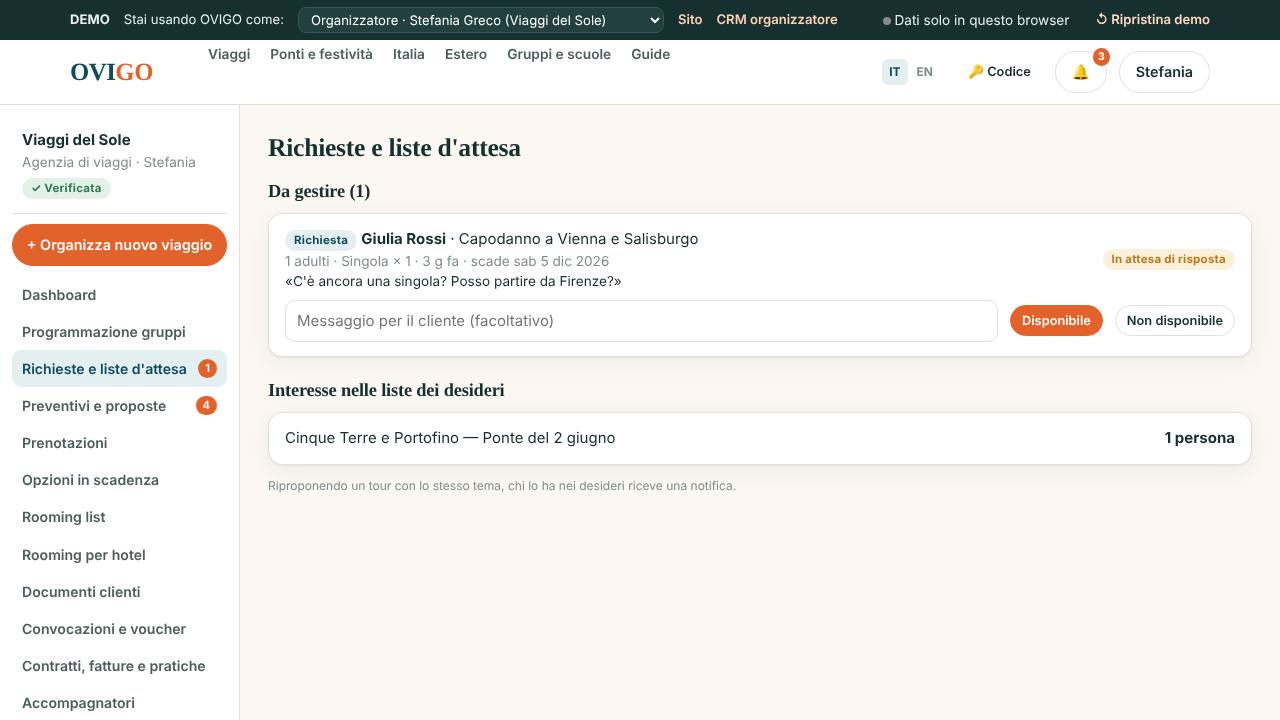 DEMO Stai usando OVIGO come: Organizzatore · Stefania Greco (Viaggi del Sole) Sito CRM organizzatore Dati solo in questo browser ↺ Ripristina demo
OVIGO Viaggi Ponti e festività Italia Estero Gruppi e scuole Guide IT EN 🔑 Codice 🔔 3 Stefania
Viaggi del Sole
Agenzia di viaggi · Stefania
✓ Verificata
+ Organizza nuovo viaggio
Dashboard
Programmazione gruppi
Richieste e liste d'attesa 1
Preventivi e proposte 4
Prenotazioni
Opzioni in scadenza
Rooming list
Rooming per hotel
Documenti clienti
Convocazioni e voucher
Contratti, fatture e pratiche
Accompagnatori
Richieste e liste d'attesa
Da gestire (1)
Richiesta Giulia Rossi · Capodanno a Vienna e Salisburgo
1 adulti · Singola × 1 · 3 g fa · scade sab 5 dic 2026
«C'è ancora una singola? Posso partire da Firenze?»
In attesa di risposta
Messaggio per il cliente (facoltativo) Disponibile Non disponibile
Interesse nelle liste dei desideri
Cinque Terre e Portofino — Ponte del 2 giugno 1 persona
Riproponendo un tour con lo stesso tema, chi lo ha nei desideri riceve una notifica.